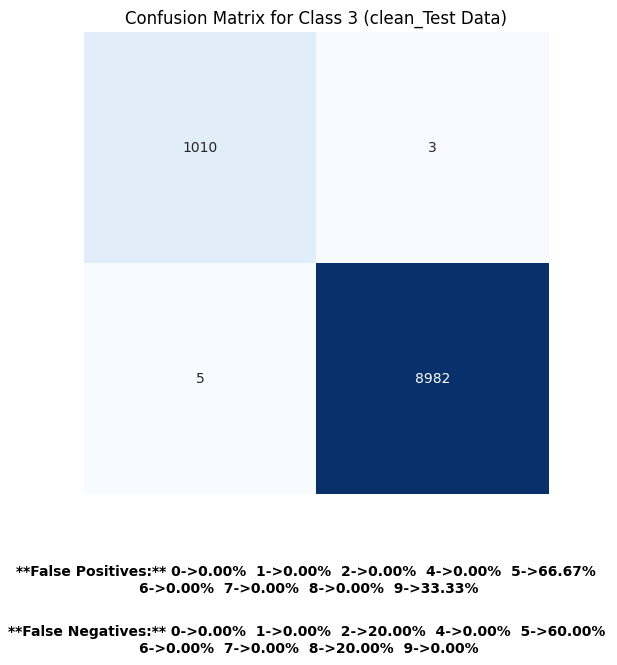 Confusion Matrix for Class 3 (clean_Test Data)
1010 3
5 8982
**False Positives:** 0->0.00% 1->0.00% 2->0.00% 4->0.00% 5->66.67%
6->0.00% 7->0.00% 8->0.00% 9->33.33%
**False Negatives:** 0->0.00% 1->0.00% 2->20.00% 4->0.00% 5->60.00%
6->0.00% 7->0.00% 8->20.00% 9->0.00%